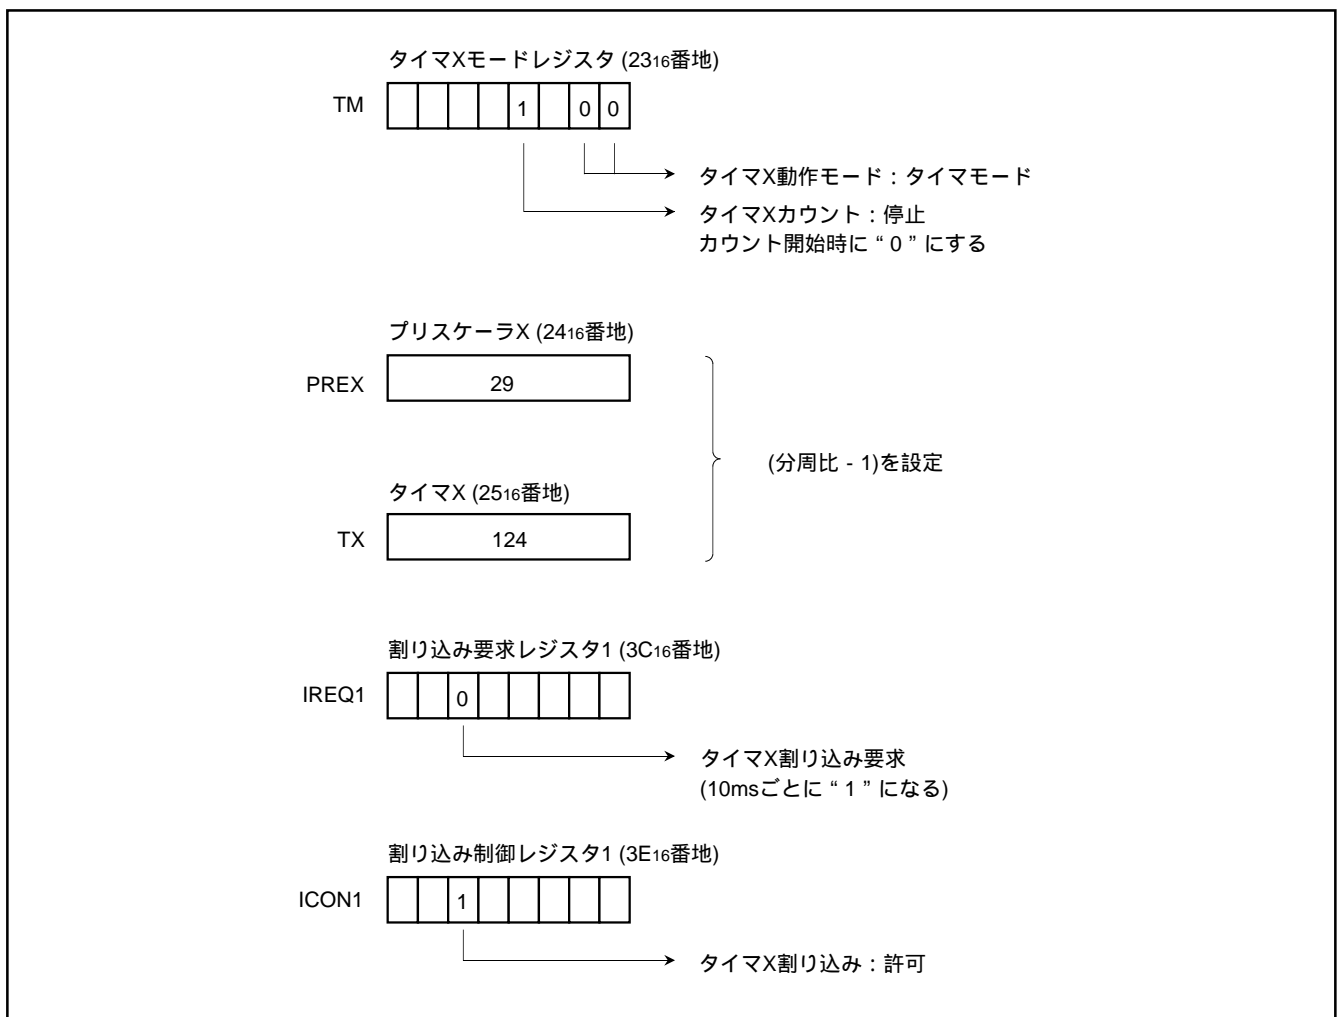 タイマXモードレジスタ (2316番地)
TM 1 0 0
タイマX動作モード：タイマモード
タイマXカウント：停止
カウント開始時に“0”にする
プリスケーラX (2416番地)
PREX 29
(分周比 - 1)を設定
タイマX (2516番地)
TX 124
割り込み要求レジスタ1 (3C16番地)
IREQ1 0
タイマX割り込み要求
(10msごとに“1”になる)
割り込み制御レジスタ1 (3E16番地)
ICON1 1
タイマX割り込み：許可